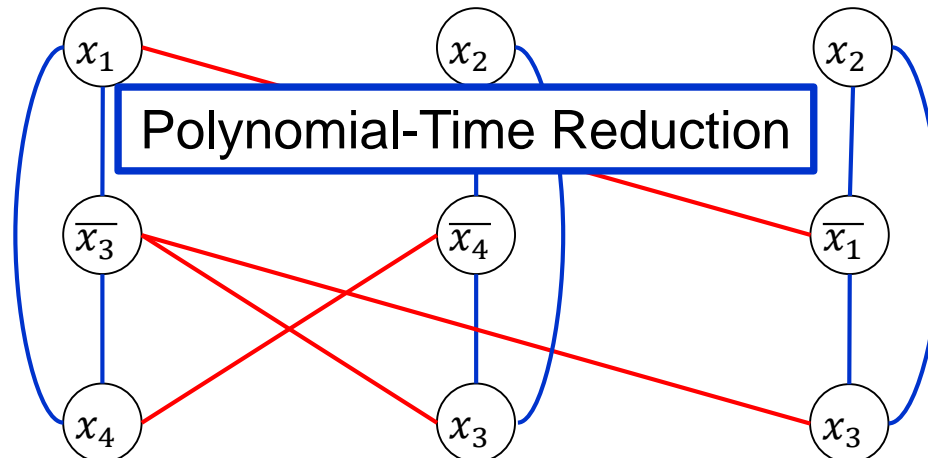 x₁ x₂ x₂
Polynomial-Time Reduction
x̅₃ x̅₄ x̅₁
x₄ x₃ x₃